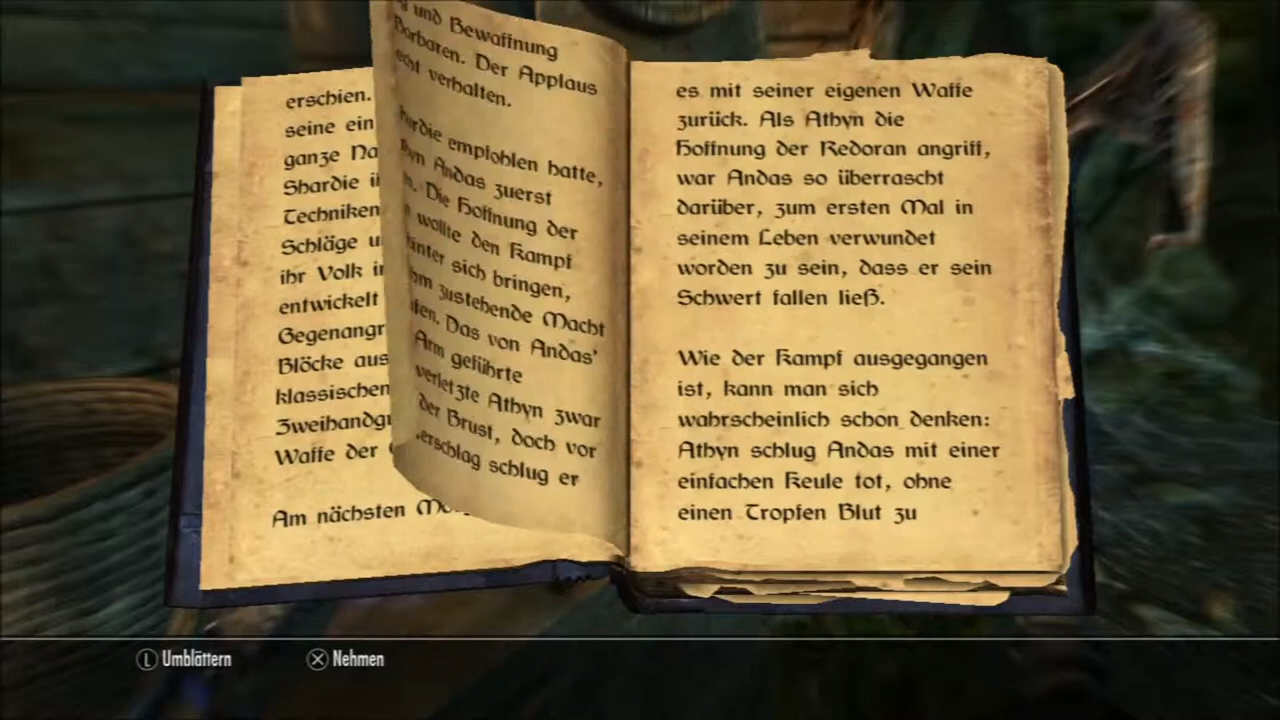 erschien.
seine ein
ganze Na
Shardie ih
Techniken
Schläge u
ihr Volk i
entwickelt
Gegenangr
Blöcke aus
klassischen
Zweihandg
Waffe der
Am nächsten Mo
und Bewaffnung
Barbaren. Der Applaus
verhalten.
empfohlen hatte,
Andas zuerst
Die Hoffnung der
wollte den Kampf
hinter sich bringen,
zustehende Macht
Das von Andas'
Arm geführte
verletzte Athyn zwar
der Brust, doch vor
schlug er
es mit seiner eigenen Waffe
zurück. Als Athyn die
Hoffnung der Redoran angriff,
war Andas so überrascht
darüber, zum ersten Mal in
seinem Leben verwundet
worden zu sein, dass er sein
Schwert fallen ließ.
Wie der Kampf ausgegangen
ist, kann man sich
wahrscheinlich schon denken:
Athyn schlug Andas mit einer
einfachen Keule tot, ohne
einen Tropfen Blut zu
L Umblättern
X Nehmen